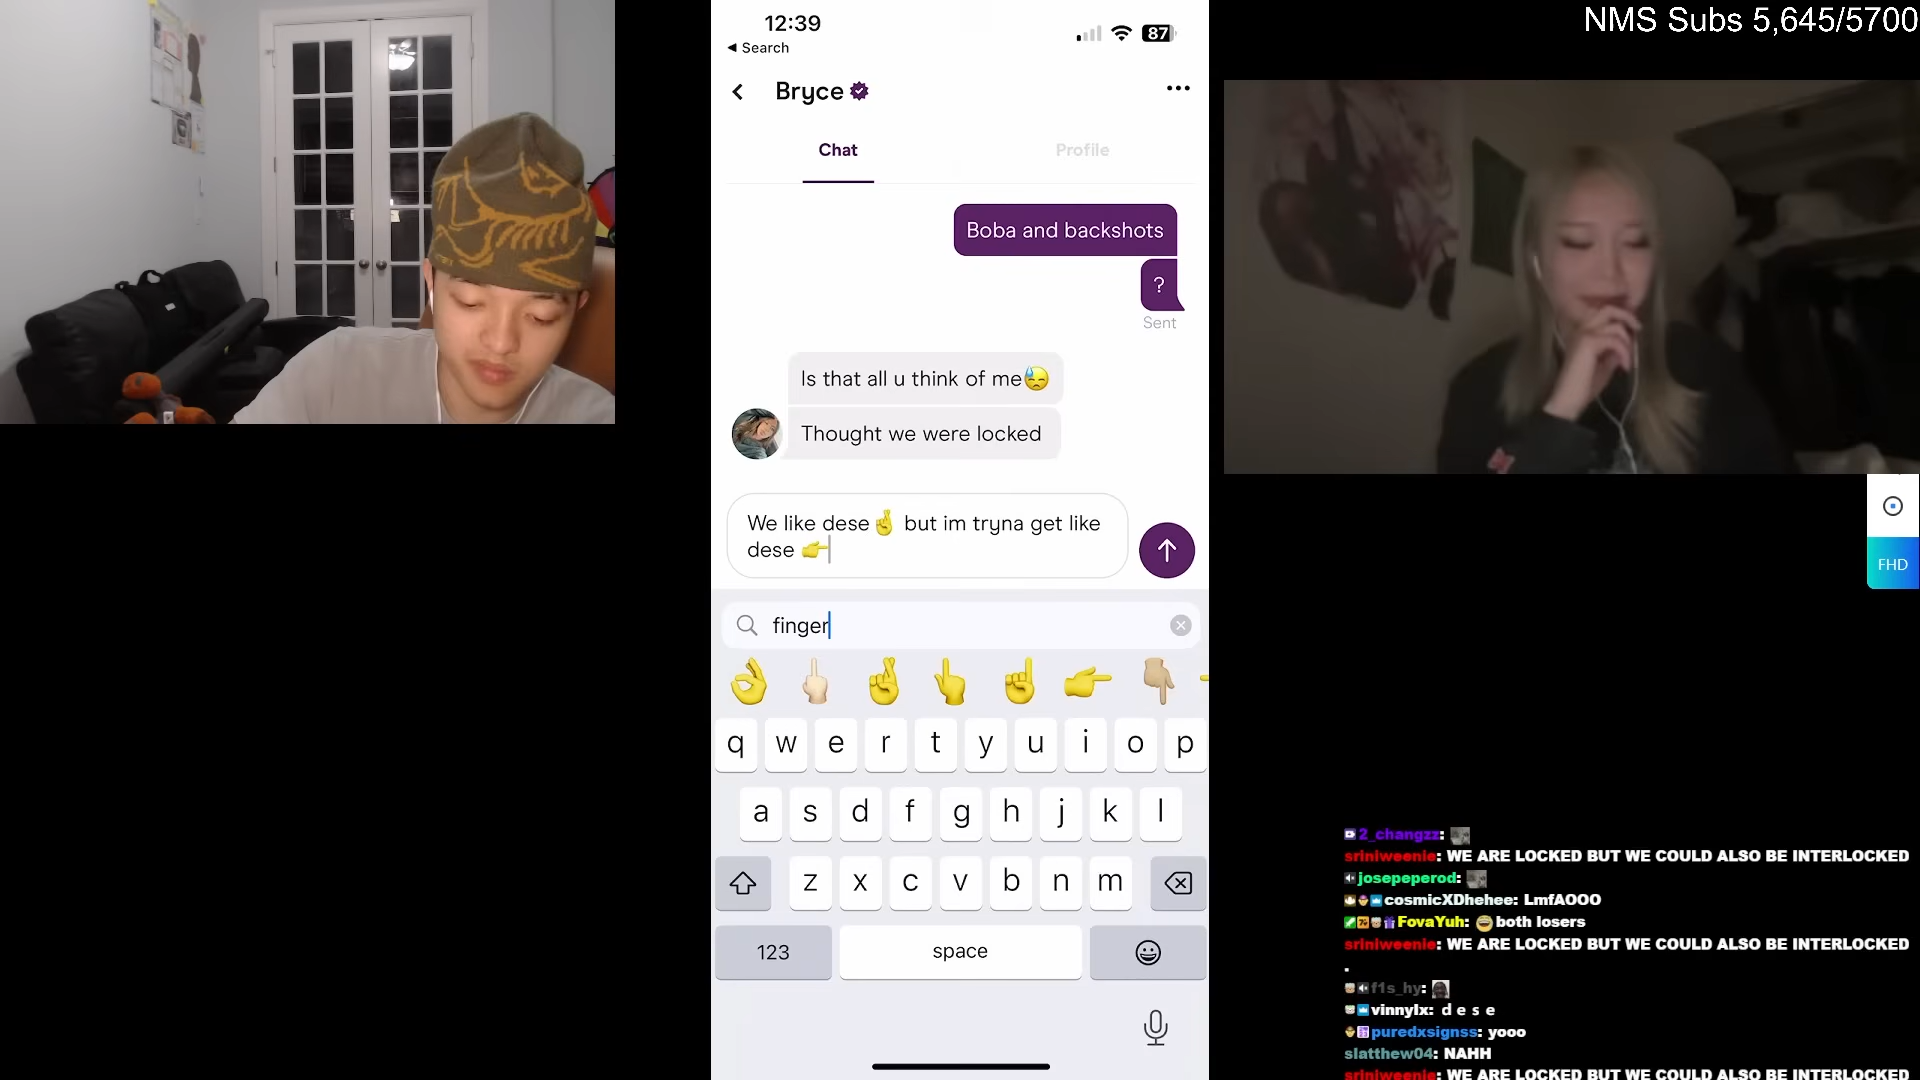 NMS Subs 5,645/5700
12:39
87
Search
Bryce
Chat
Profile
Boba and backshots
?
Sent
Is that all u think of me😓
Thought we were locked
We like dese🤞 but im tryna get like
dese 👉
finger
q w e r t y u i o p
a s d f g h j k l
z x c v b n m
123
space
FHD
2_changzz:
sriniweenie: WE ARE LOCKED BUT WE COULD ALSO BE INTERLOCKED
josepeperod:
cosmicXDhehee: LmfAOOO
FovaYuh: both losers
sriniweenie: WE ARE LOCKED BUT WE COULD ALSO BE INTERLOCKED
.
f1s_hy:
vinnylx: d e s e
puredxsignss: yooo
slatthew04: NAHH
sriniweenie: WE ARE LOCKED BUT WE COULD ALSO BE INTERLOCKED